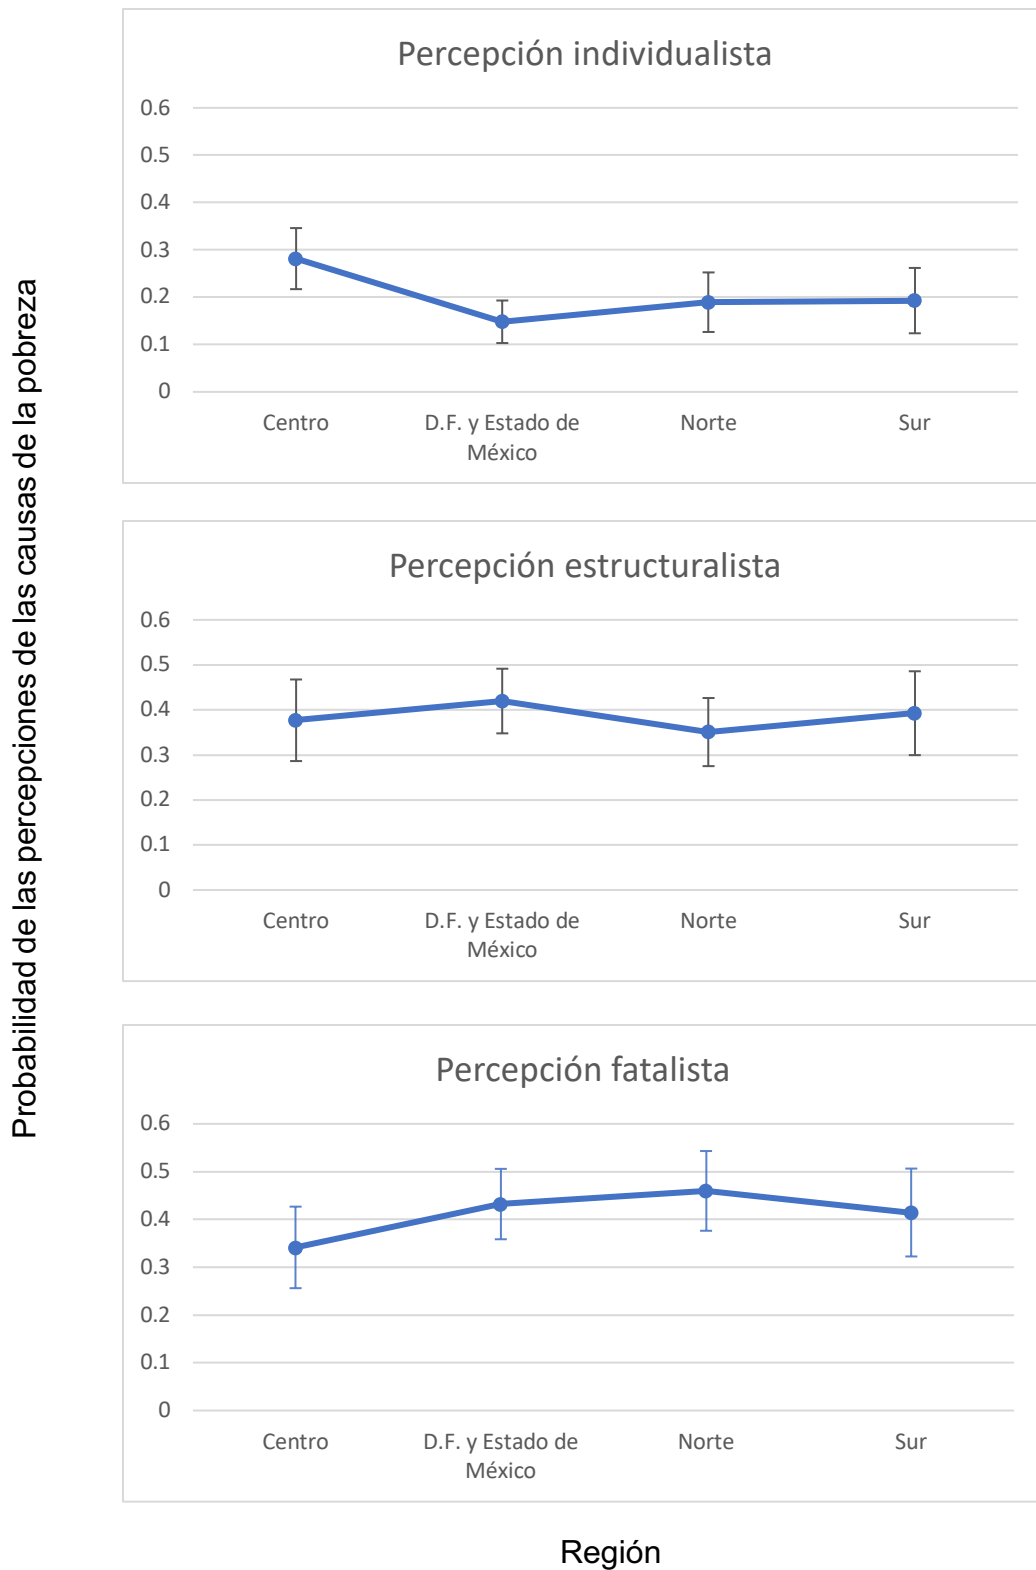 Probabilidad de las percepciones de las causas de la pobreza
Percepción individualista
0.6
0.5
0.4
0.3
0.2
0.1
0
Centro
D.F. y Estado de
México
Norte
Sur
Percepción estructuralista
0.6
0.5
0.4
0.3
0.2
0.1
0
Centro
D.F. y Estado de
México
Norte
Sur
Percepción fatalista
0.6
0.5
0.4
0.3
0.2
0.1
0
Centro
D.F. y Estado de
México
Norte
Sur
Región